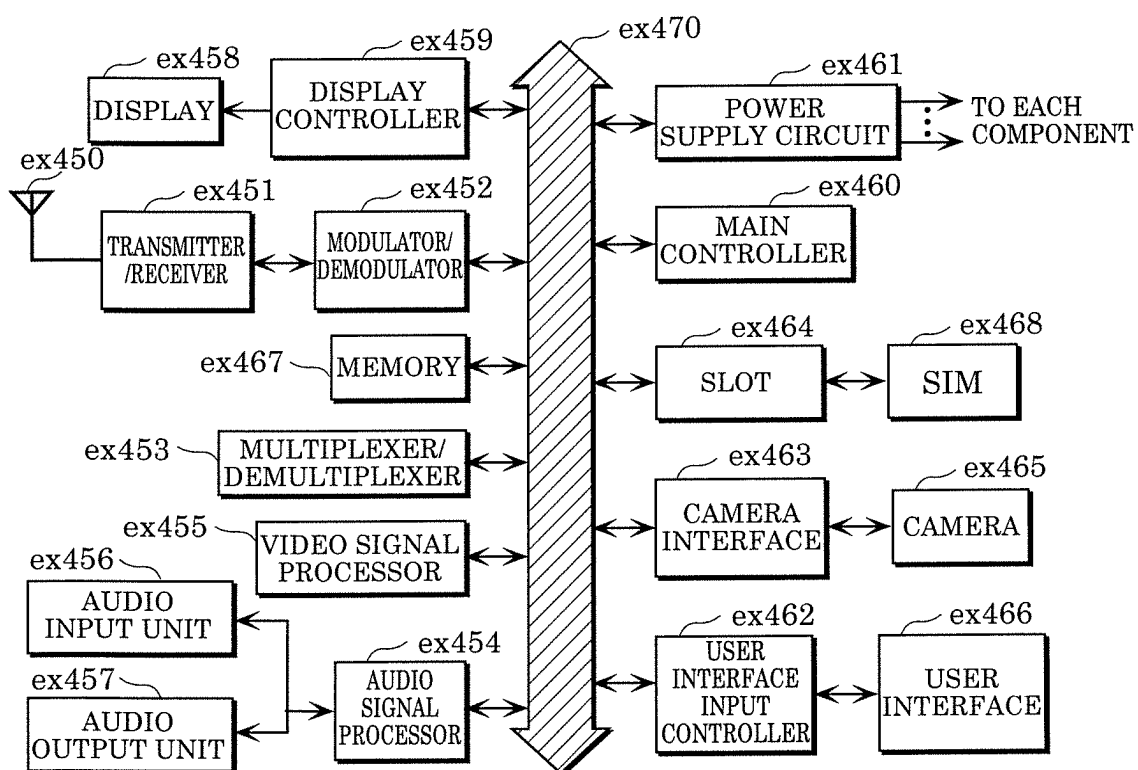 ex470
ex459
ex458
DISPLAY
DISPLAY
CONTROLLER
ex461
POWER
SUPPLY CIRCUIT
TO EACH
COMPONENT
ex450
ex451
TRANSMITTER
/RECEIVER
ex452
MODULATOR/
DEMODULATOR
ex460
MAIN
CONTROLLER
ex467
MEMORY
ex464
SLOT
ex468
SIM
ex453
MULTIPLEXER/
DEMULTIPLEXER
ex463
CAMERA
INTERFACE
ex465
CAMERA
ex455
VIDEO SIGNAL
PROCESSOR
ex456
AUDIO
INPUT UNIT
ex457
AUDIO
OUTPUT UNIT
ex454
AUDIO
SIGNAL
PROCESSOR
ex462
USER
INTERFACE
INPUT
CONTROLLER
ex466
USER
INTERFACE